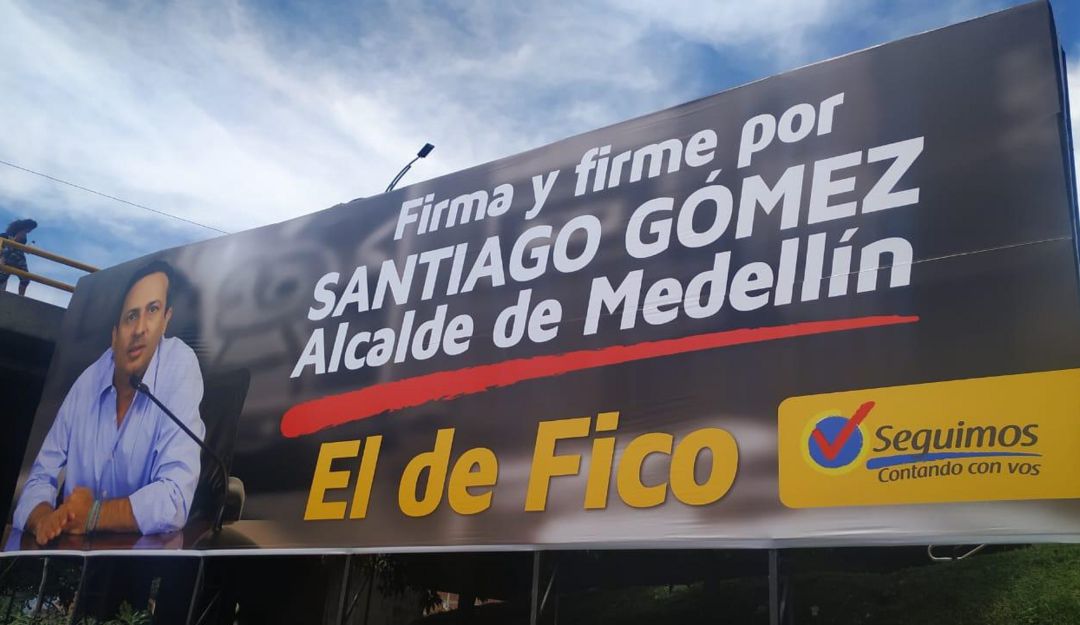 Firma y firme por
SANTIAGO GÓMEZ
Alcalde de Medellín
El de Fico
Seguimos
Contando con vos